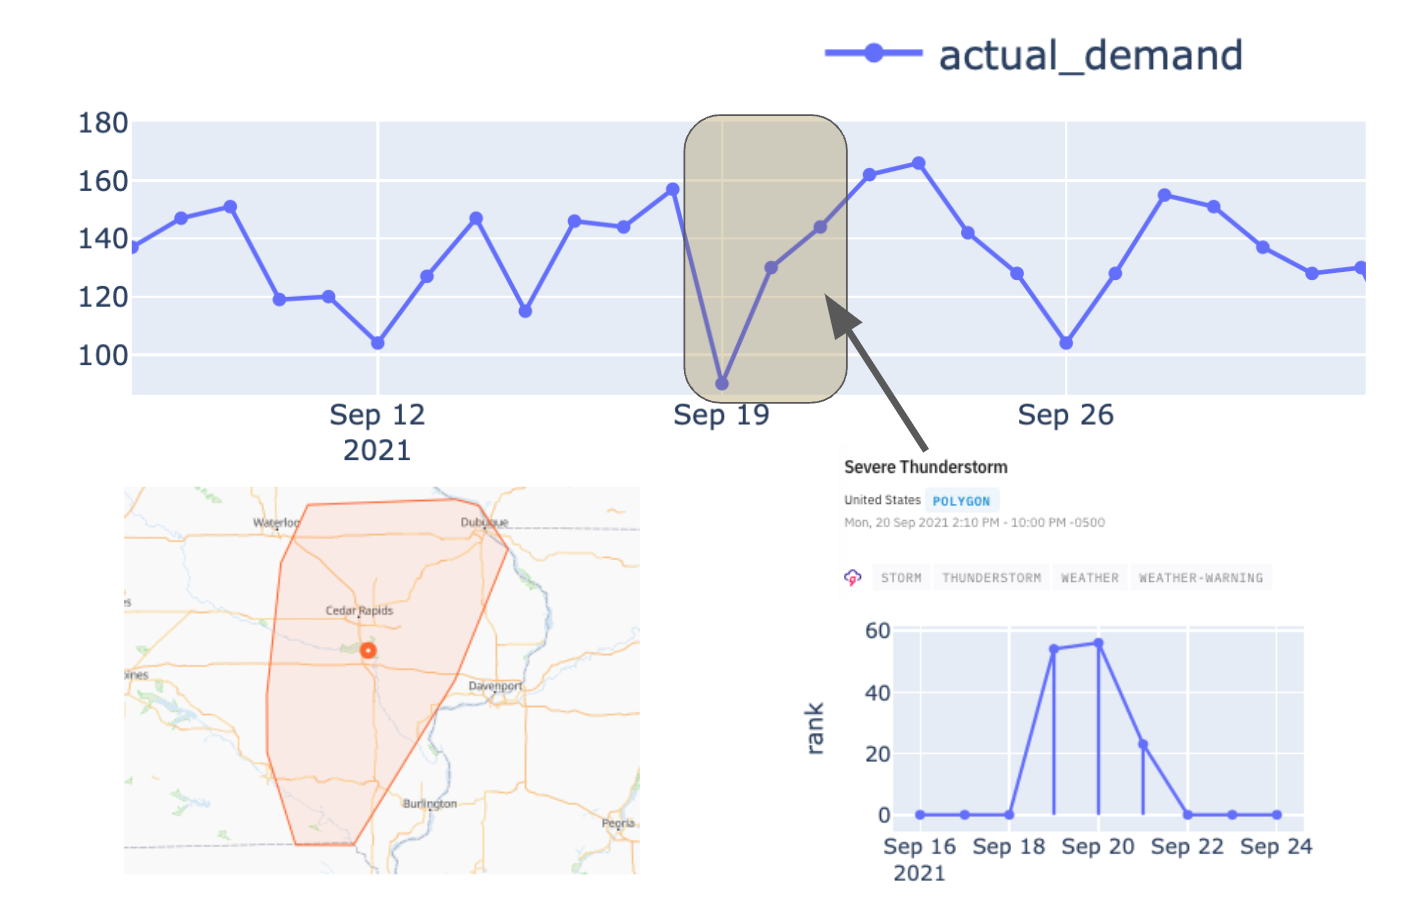 actual_demand
180
160
140
120
100
Sep 12
2021
Sep 19
Sep 26
Severe Thunderstorm
United States POLYGON
Mon, 20 Sep 2021 2:10 PM - 10:00 PM -0500
STORM THUNDERSTORM WEATHER WEATHER-WARNING
Waterloo
Dubuque
Cedar Rapids
ines
Davenport
Burlington
Peoria
60
40
20
0
rank
Sep 16
2021
Sep 18
Sep 20
Sep 22
Sep 24